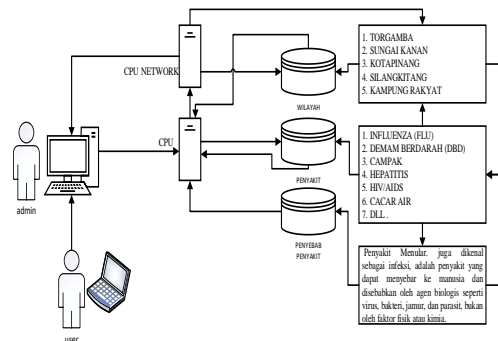 CPU NETWORK
CPU
admin
users
WILAYAH
PENYAKIT
PENYEBAB
PENYAKIT
1. TORGAMBA
2. SUNGAI KANAN
3. KOTAPINANG
4. SILANGKITANG
5. KAMPUNG RAKYAT
1. INFLUENZA (FLU)
2. DEMAM BERDARAH (DBD)
3. CAMPAK
4. HEPATITIS
5. HIV/AIDS
6. CACAR AIR
7. DLL .
Penyakit Menular. juga dikenal
sebagai infeksi, adalah penyakit yang
dapat menyebar ke manusia dan
disebabkan oleh agen biologis seperti
virus, bakteri, jamur, dan parasit, bukan
oleh faktor fisik atau kimia.